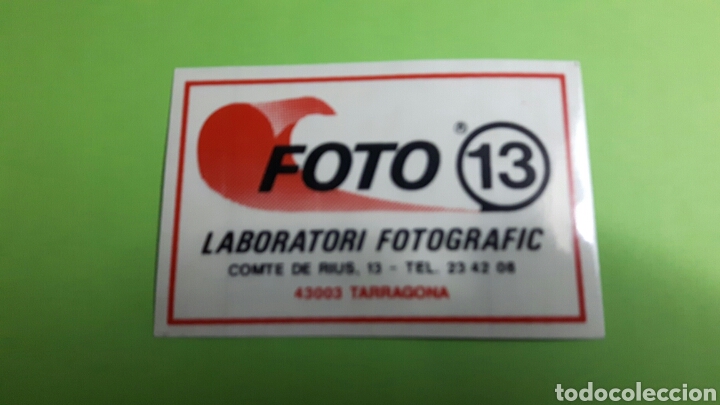 FOTO ® 13
LABORATORI FOTOGRAFIC
COMTE DE RIUS, 13 - TEL. 23 42 08
43003 TARRAGONA
todocoleccion